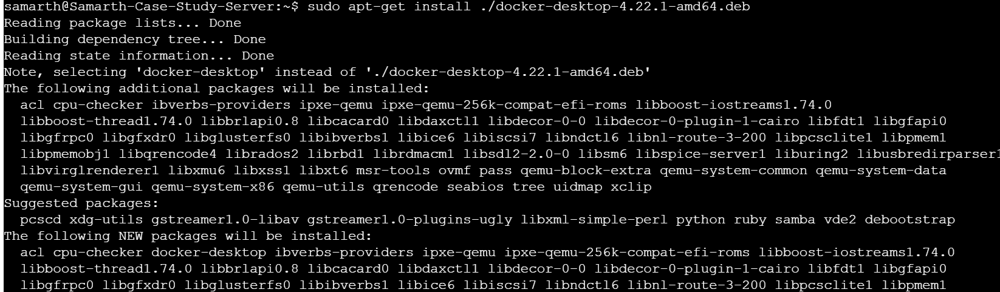 samarth@Samarth-Case-Study-Server:~$ sudo apt-get install ./docker-desktop-4.22.1-amd64.deb
Reading package lists... Done
Building dependency tree... Done
Reading state information... Done
Note, selecting 'docker-desktop' instead of './docker-desktop-4.22.1-amd64.deb'
The following additional packages will be installed:
  acl cpu-checker ibverbs-providers ipxe-qemu ipxe-qemu-256k-compat-efi-roms libboost-iostreams1.74.0
  libboost-thread1.74.0 libbrlapi0.8 libcacard0 libdaxctl1 libdecor-0-0 libdecor-0-plugin-1-cairo libfdt1 libgfapi0
  libgfrpc0 libgfxdr0 libglusterfs0 libibverbs1 libice6 libiscsi7 libndctl6 libnl-route-3-200 libpcsclite1 libpmem1
  libpmemobj1 libqrencode4 librados2 librbd1 librdmacm1 libsdl2-2.0-0 libsm6 libspice-server1 liburing2 libusbredirparser1
  libvirglrenderer1 libxmu6 libxss1 libxt6 msr-tools ovmf pass qemu-block-extra qemu-system-common qemu-system-data
  qemu-system-gui qemu-system-x86 qemu-utils qrencode seabios tree uidmap xclip
Suggested packages:
  pcscd xdg-utils gstreamer1.0-libav gstreamer1.0-plugins-ugly libxml-simple-perl python ruby samba vde2 debootstrap
The following NEW packages will be installed:
  acl cpu-checker docker-desktop ibverbs-providers ipxe-qemu ipxe-qemu-256k-compat-efi-roms libboost-iostreams1.74.0
  libboost-thread1.74.0 libbrlapi0.8 libcacard0 libdaxctl1 libdecor-0-0 libdecor-0-plugin-1-cairo libfdt1 libgfapi0
  libgfrpc0 libgfxdr0 libglusterfs0 libibverbs1 libice6 libiscsi7 libndctl6 libnl-route-3-200 libpcsclite1 libpmem1